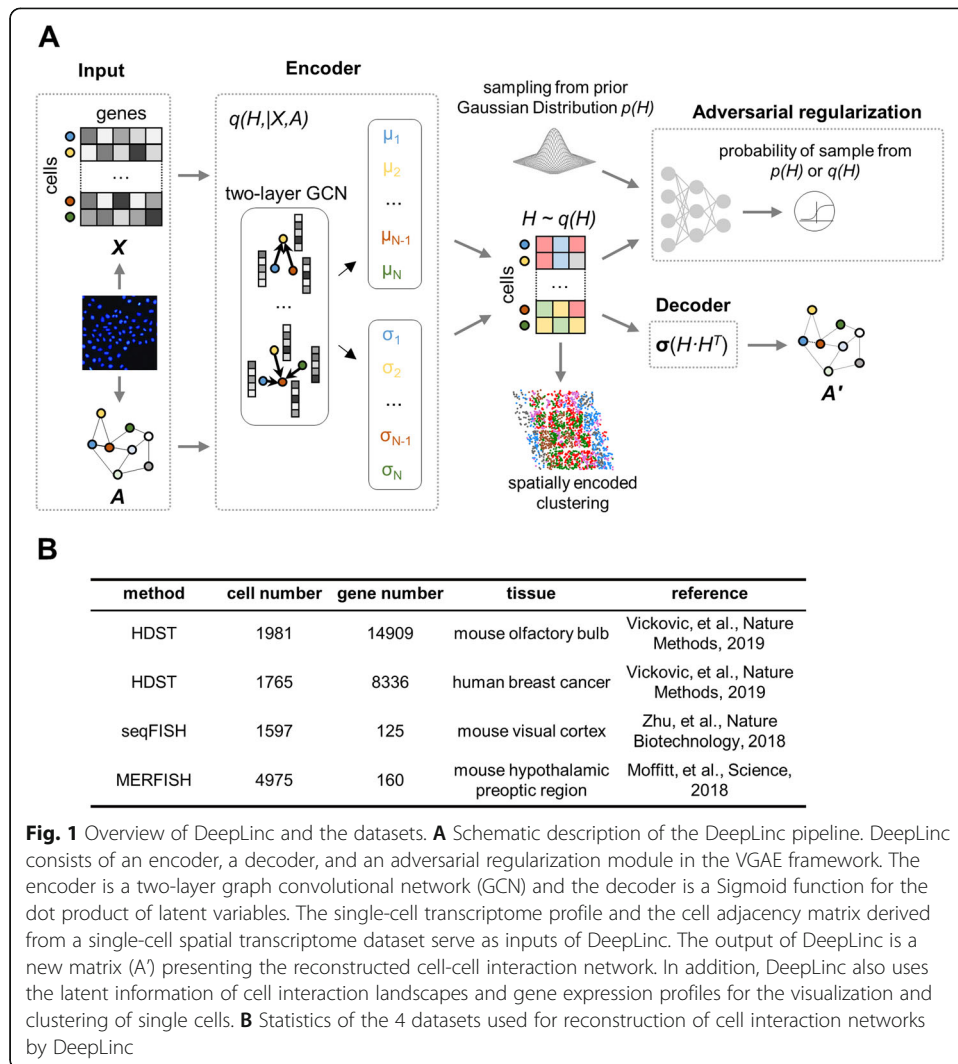 A
Input
genes
cells
...
X
A
Encoder
q(H,|X,A)
two-layer GCN
...
μ1
μ2
...
μN-1
μN
σ1
σ2
...
σN-1
σN
sampling from prior
Gaussian Distribution p(H)
H ~ q(H)
cells
...
spatially encoded
clustering
Adversarial regularization
probability of sample from
p(H) or q(H)
Decoder
σ(H·Hᵀ)
A'
B
method cell number gene number tissue reference
HDST 1981 14909 mouse olfactory bulb Vickovic, et al., Nature Methods, 2019
HDST 1765 8336 human breast cancer Vickovic, et al., Nature Methods, 2019
seqFISH 1597 125 mouse visual cortex Zhu, et al., Nature Biotechnology, 2018
MERFISH 4975 160 mouse hypothalamic preoptic region Moffitt, et al., Science, 2018
Fig. 1 Overview of DeepLinc and the datasets. A Schematic description of the DeepLinc pipeline. DeepLinc
consists of an encoder, a decoder, and an adversarial regularization module in the VGAE framework. The
encoder is a two-layer graph convolutional network (GCN) and the decoder is a Sigmoid function for the
dot product of latent variables. The single-cell transcriptome profile and the cell adjacency matrix derived
from a single-cell spatial transcriptome dataset serve as inputs of DeepLinc. The output of DeepLinc is a
new matrix (A′) presenting the reconstructed cell-cell interaction network. In addition, DeepLinc also uses
the latent information of cell interaction landscapes and gene expression profiles for the visualization and
clustering of single cells. B Statistics of the 4 datasets used for reconstruction of cell interaction networks
by DeepLinc